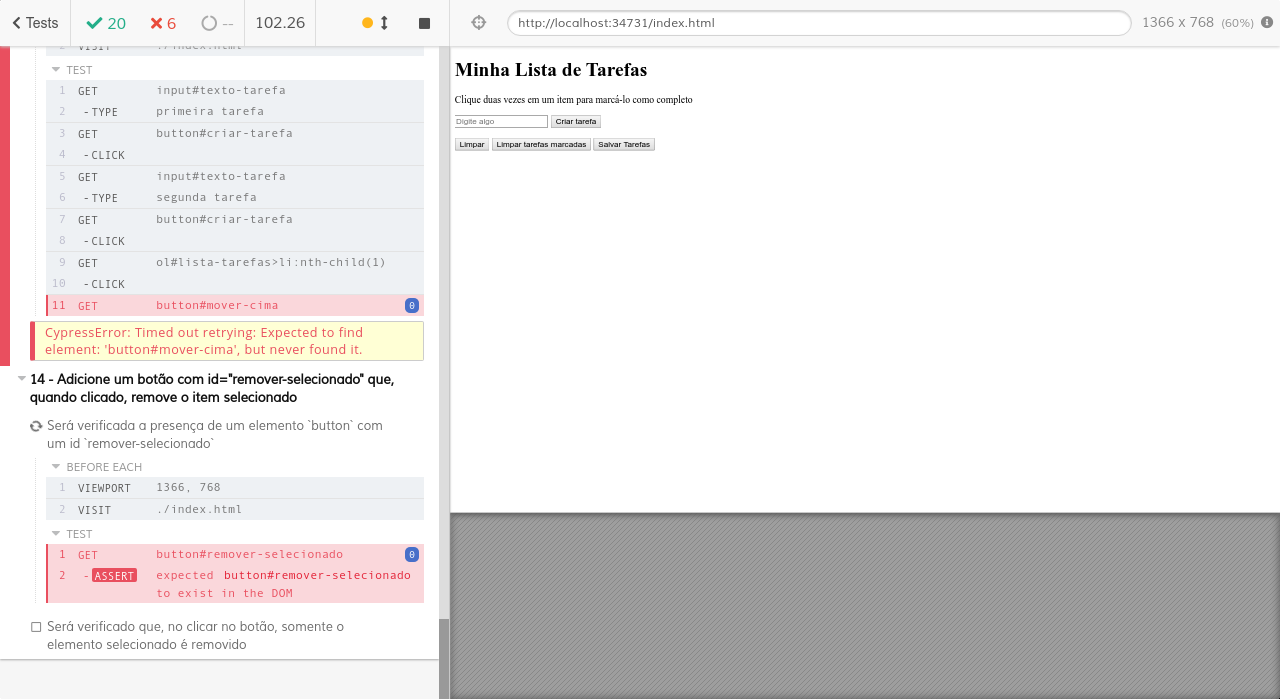 Tests 20 6 -- 102.26
http://localhost:34731/index.html 1366 x 768 (60%)
2 VISIT ./index.html
TEST
1 GET input#texto-tarefa
2 -TYPE primeira tarefa
3 GET button#criar-tarefa
4 -CLICK
5 GET input#texto-tarefa
6 -TYPE segunda tarefa
7 GET button#criar-tarefa
8 -CLICK
9 GET ol#lista-tarefas>li:nth-child(1)
10 -CLICK
11 GET button#mover-cima 0
CypressError: Timed out retrying: Expected to find
element: 'button#mover-cima', but never found it.
14 - Adicione um botão com id="remover-selecionado" que,
quando clicado, remove o item selecionado
Será verificada a presença de um elemento `button` com
um id `remover-selecionado`
BEFORE EACH
1 VIEWPORT 1366, 768
2 VISIT ./index.html
TEST
1 GET button#remover-selecionado 0
2 -ASSERT expected button#remover-selecionado
to exist in the DOM
Será verificado que, no clicar no botão, somente o
elemento selecionado é removido
Minha Lista de Tarefas
Clique duas vezes em um item para marcá-lo como completo
Digite algo Criar tarefa
Limpar Limpar tarefas marcadas Salvar Tarefas